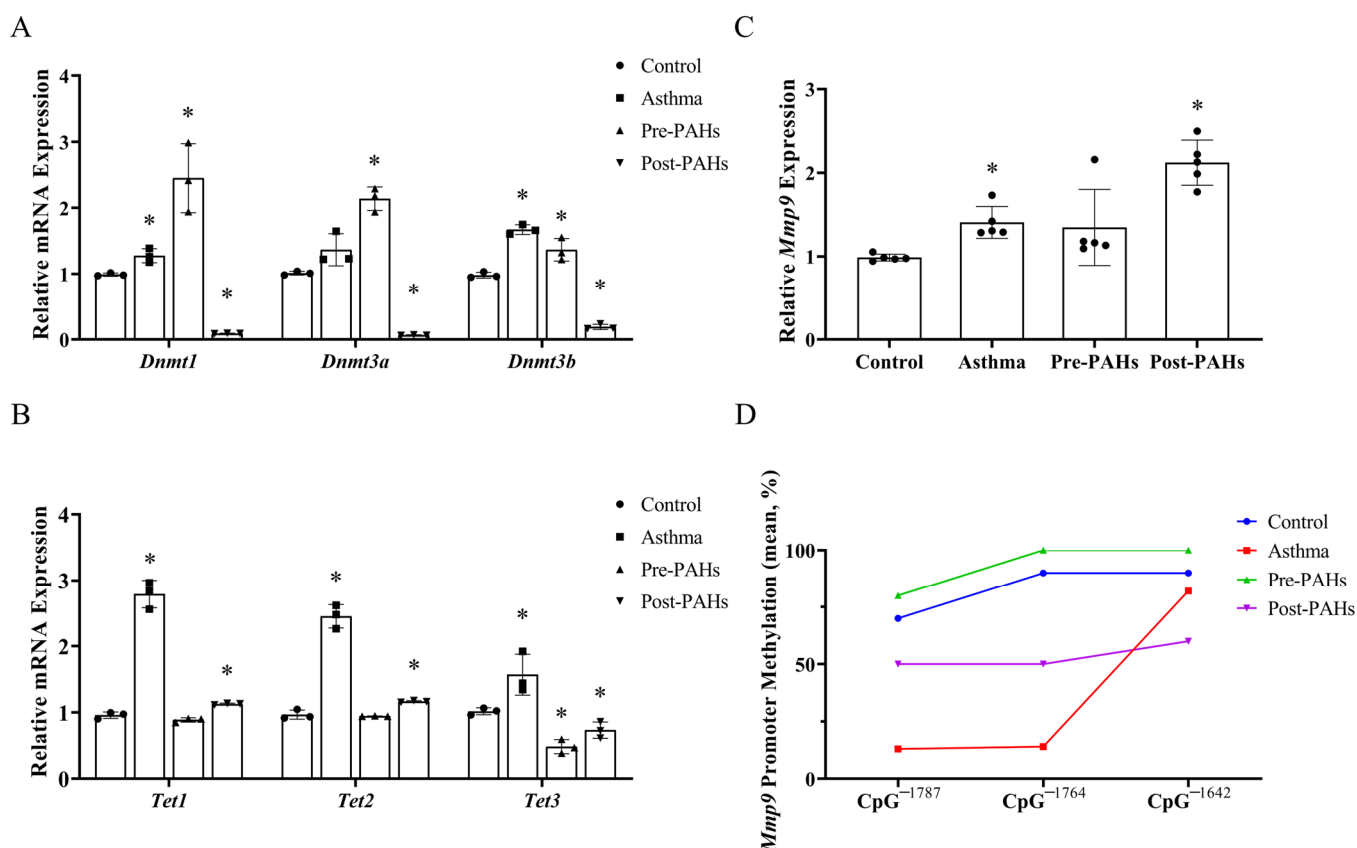 A
Relative mRNA Expression
4
3
2
1
0
* * * * * * * *
Dnmt1 Dnmt3a Dnmt3b
Control
Asthma
Pre-PAHs
Post-PAHs
C
Relative Mmp9 Expression
3
2
1
0
* *
Control Asthma Pre-PAHs Post-PAHs
B
Relative mRNA Expression
4
3
2
1
0
* * * * * * *
Tet1 Tet2 Tet3
Control
Asthma
Pre-PAHs
Post-PAHs
D
Mmp9 Promoter Methylation (mean, %)
100
50
0
CpG⁻¹⁷⁸⁷ CpG⁻¹⁷⁶⁴ CpG⁻¹⁶⁴²
Control
Asthma
Pre-PAHs
Post-PAHs